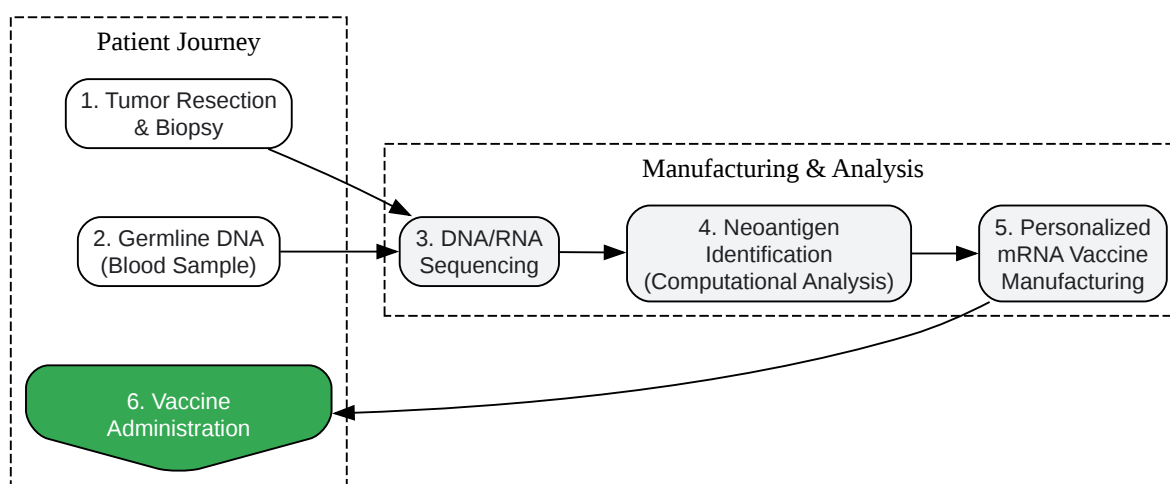 Patient Journey
1. Tumor Resection
& Biopsy
2. Germline DNA
(Blood Sample)
6. Vaccine
Administration
Manufacturing & Analysis
3. DNA/RNA
Sequencing
4. Neoantigen
Identification
(Computational Analysis)
5. Personalized
mRNA Vaccine
Manufacturing